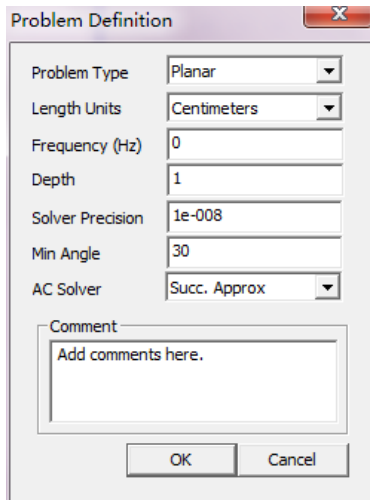 Problem Definition
Problem Type Planar
Length Units Centimeters
Frequency (Hz) 0
Depth 1
Solver Precision 1e-008
Min Angle 30
AC Solver Succ. Approx
Comment
Add comments here.
OK Cancel